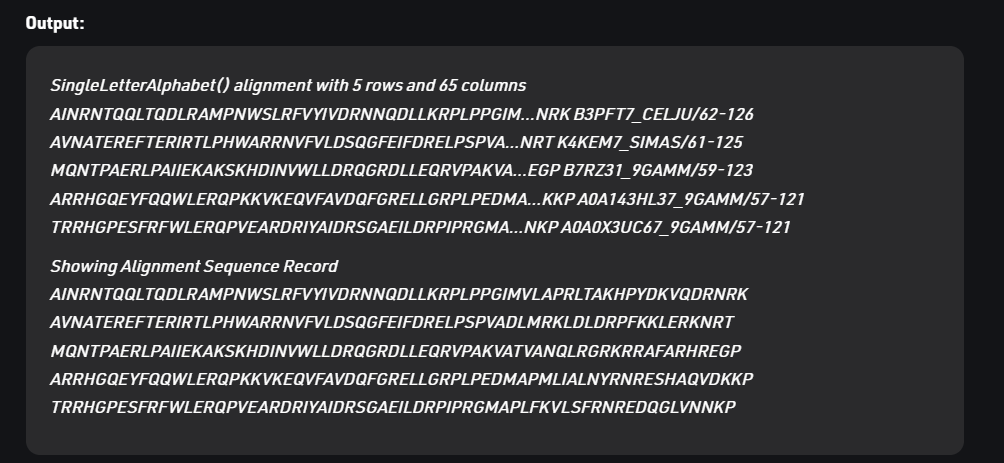 Output:
SingleLetterAlphabet() alignment with 5 rows and 65 columns
AINRNTQQLTQDLRAMPNWSLRFVYIVDRNNQDLLKRPLPPGIM...NRK B3PFT7_CELJU/62-126
AVNATEREFTERIRTLPHWARRNVFVLDSQGFEIFDRELPSPVA...NRT K4KEM7_SIMAS/61-125
MQNTPAERLPAIIEKAKSKHDINVWLLDRQGRDLLEQRVPAKVA...EGP B7RZ31_9GAMM/59-123
ARRHGQEYFQQWLERQPKKVKEQVFAVDQFGRELLGRPLPEDMA...KKP A0A143HL37_9GAMM/57-121
TRRHGPESFRFWLERQPVEARDRIYAIDRSGAEILDRPIPRGMA...NKP A0A0X3UC67_9GAMM/57-121
Showing Alignment Sequence Record
AINRNTQQLTQDLRAMPNWSLRFVYIVDRNNQDLLKRPLPPGIMVLAPRLTAKHPYDKVQDRNRK
AVNATEREFTERIRTLPHWARRNVFVLDSQGFEIFDRELPSPVADLMRKLDLDRPFKKLERKNRT
MQNTPAERLPAIIEKAKSKHDINVWLLDRQGRDLLEQRVPAKVATVANQLRGRKRRAFARHREGP
ARRHGQEYFQQWLERQPKKVKEQVFAVDQFGRELLGRPLPEDMAPMLIALNYRNRESHAQVDKKP
TRRHGPESFRFWLERQPVEARDRIYAIDRSGAEILDRPIPRGMAPLFKVLSFRNREDQGLVNNKP